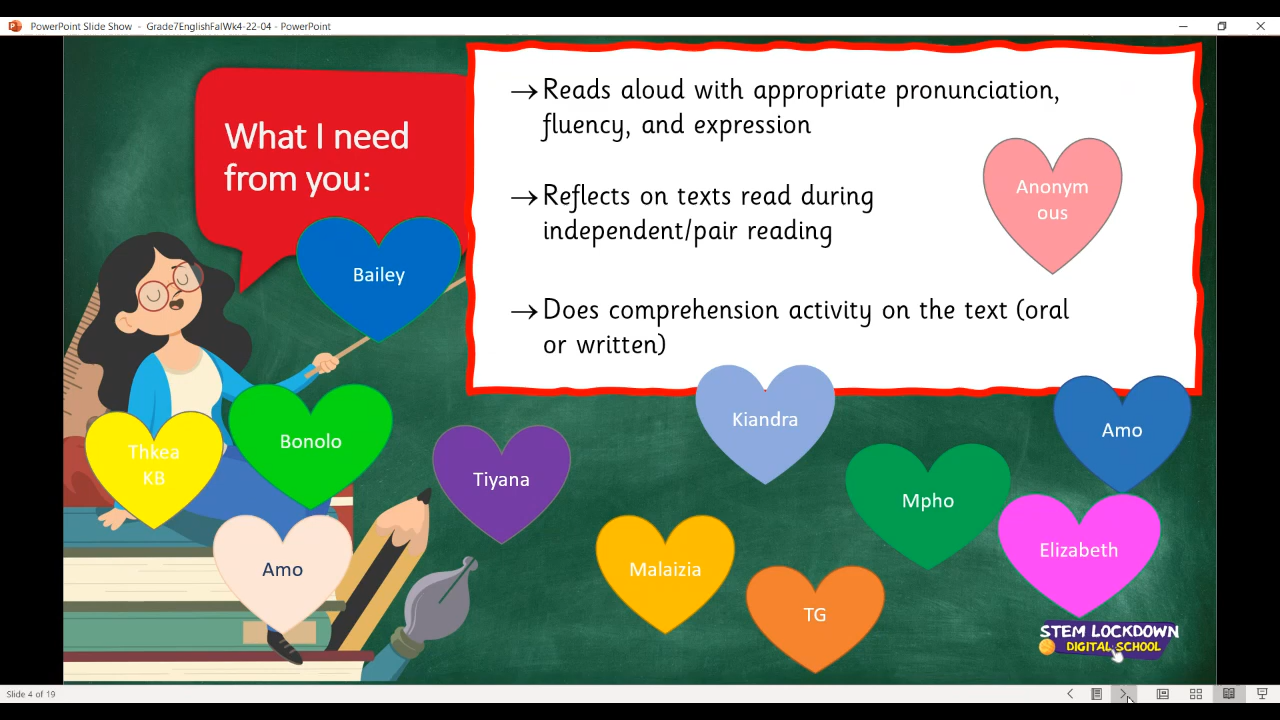 PowerPoint Slide Show - Grade7EnglishFalWk4-22-04 - PowerPoint
What I need
from you:
→Reads aloud with appropriate pronunciation,
fluency, and expression
→Reflects on texts read during
independent/pair reading
→Does comprehension activity on the text (oral
or written)
Anonym
ous
Bailey
Thkea
KB
Bonolo
Tiyana
Kiandra
Amo
Mpho
Elizabeth
Amo
Malaizia
TG
STEM LOCKDOWN
DIGITAL SCHOOL
Slide 4 of 19